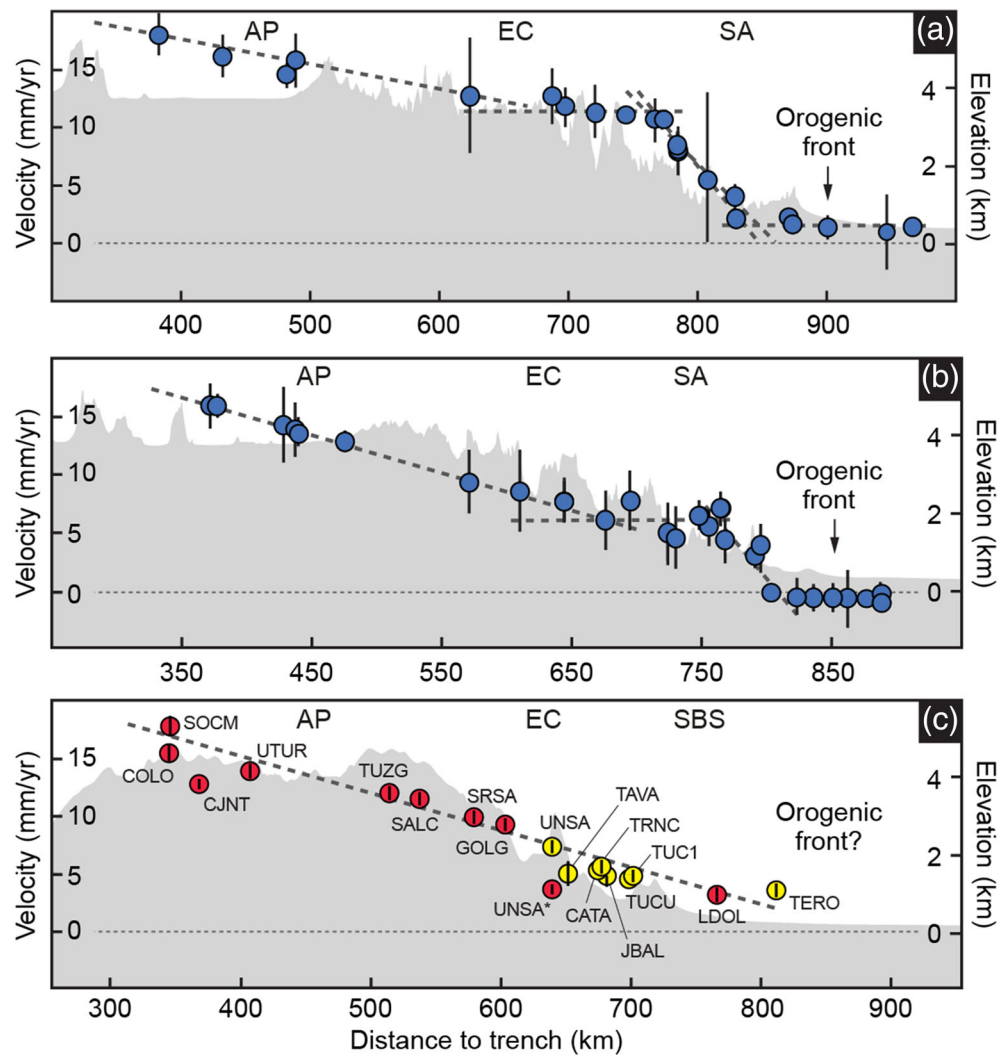 AP EC SA (a)
Velocity (mm/yr)
15
10
5
0
Elevation (km)
4
2
0
Orogenic
front
400 500 600 700 800 900
AP EC SA (b)
Velocity (mm/yr)
15
10
5
0
Elevation (km)
4
2
0
Orogenic
front
350 450 550 650 750 850
AP EC SBS (c)
Velocity (mm/yr)
15
10
5
0
Elevation (km)
4
2
0
SOCM
COLO
CJNT
UTUR
TUZG
SALC
SRSA
GOLG
UNSA
UNSA*
TAVA
TRNC
TUC1
CATA
TUCU
JBAL
LDOL
TERO
Orogenic
front?
300 400 500 600 700 800 900
Distance to trench (km)